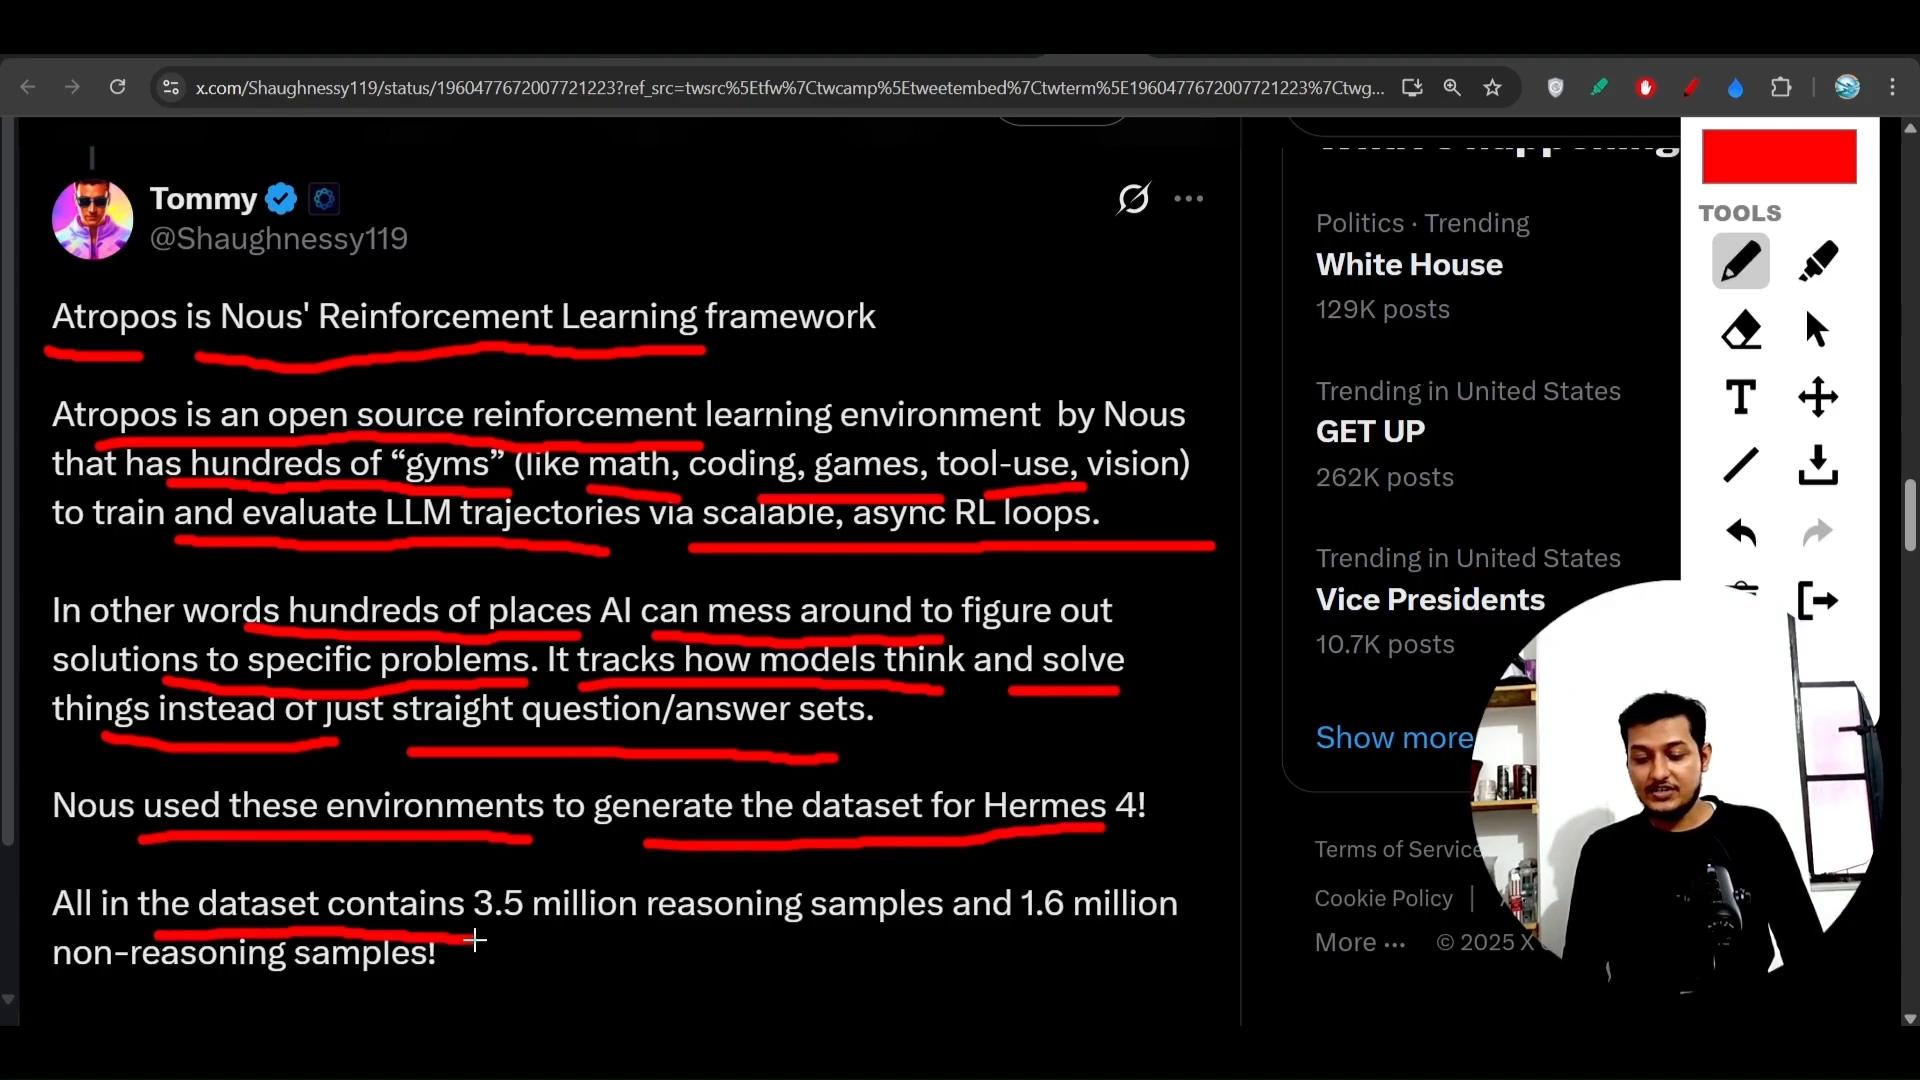 x.com/Shaughnessy119/status/1960477672007721223?ref_src=twsrc%5Etfw%7Ctwcamp%5Etweetembed%7Ctwterm%5E1960477672007721223%7Ctwg...
Tommy
@Shaughnessy119
Atropos is Nous' Reinforcement Learning framework
Atropos is an open source reinforcement learning environment  by Nous
that has hundreds of “gyms” (like math, coding, games, tool-use, vision)
to train and evaluate LLM trajectories via scalable, async RL loops.
In other words hundreds of places AI can mess around to figure out
solutions to specific problems. It tracks how models think and solve
things instead of just straight question/answer sets.
Nous used these environments to generate the dataset for Hermes 4!
All in the dataset contains 3.5 million reasoning samples and 1.6 million
non-reasoning samples!
Politics · Trending
White House
129K posts
Trending in United States
GET UP
262K posts
Trending in United States
Vice Presidents
10.7K posts
Show more
Terms of Service
Cookie Policy |
More ··· © 2025 X
TOOLS
T